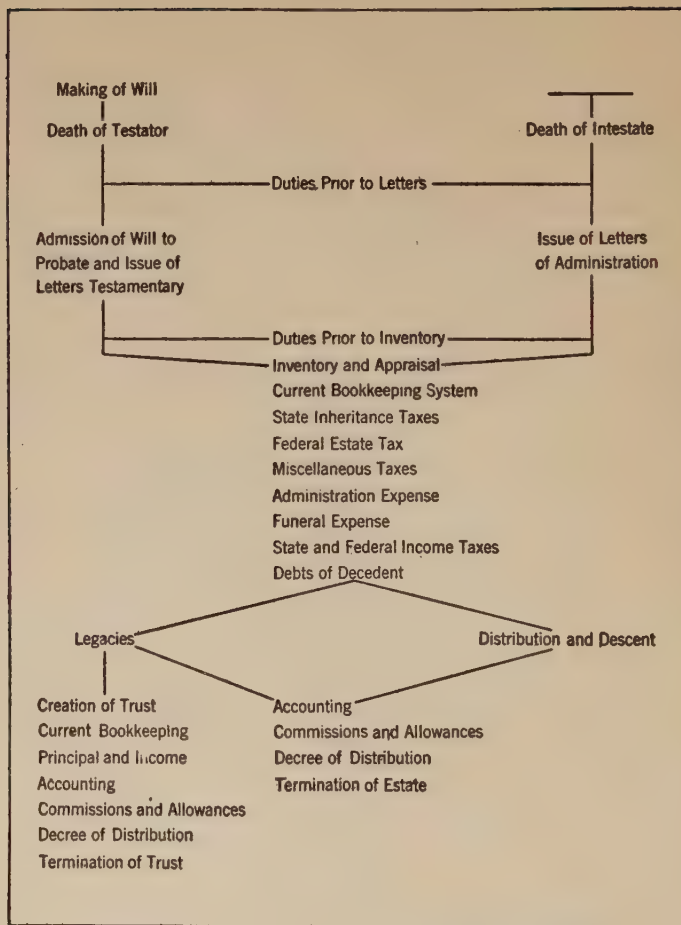 Making of Will
Death of Testator
Death of Intestate
Duties Prior to Letters
Admission of Will to
Probate and Issue of
Letters Testamentary
Issue of Letters
of Administration
Duties Prior to Inventory
Inventory and Appraisal
Current Bookkeeping System
State Inheritance Taxes
Federal Estate Tax
Miscellaneous Taxes
Administration Expense
Funeral Expense
State and Federal Income Taxes
Debts of Decedent
Legacies
Distribution and Descent
Creation of Trust
Current Bookkeeping
Principal and Income
Accounting
Commissions and Allowances
Decree of Distribution
Termination of Trust
Accounting
Commissions and Allowances
Decree of Distribution
Termination of Estate